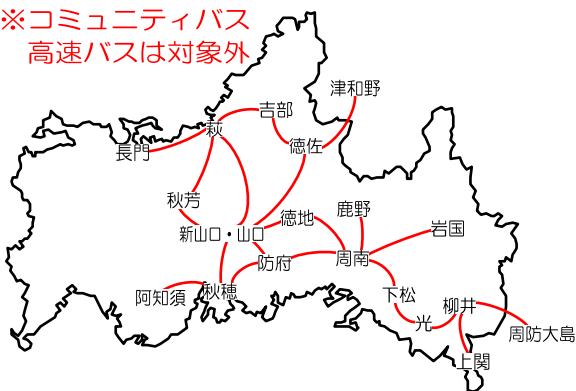 ※コミュニティバス
高速バスは対象外
津和野
吉部
萩
徳佐
長門
秋芳
鹿野
徳地
岩国
新山口・山口
防府
周南
阿知須
秋穂
下松
柳井
光
周防大島
上関